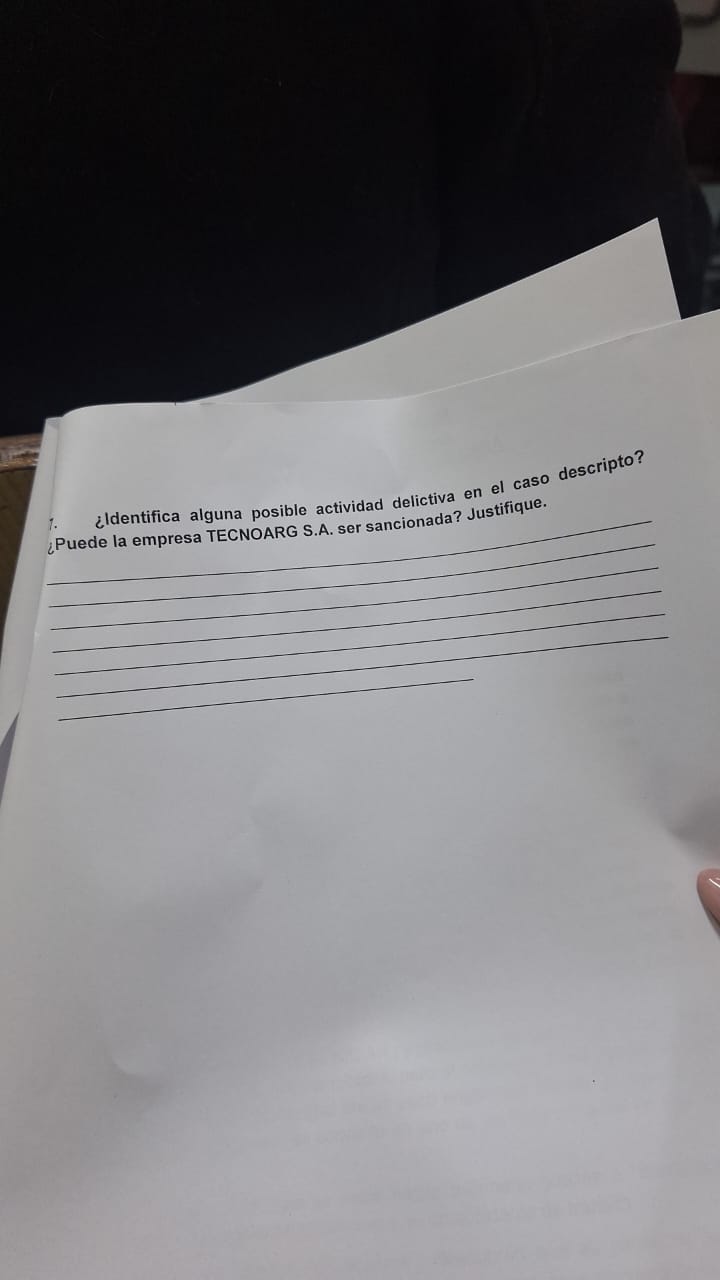 7. ¿Identifica alguna posible actividad delictiva en el caso descripto?
¿Puede la empresa TECNOARG S.A. ser sancionada? Justifique.